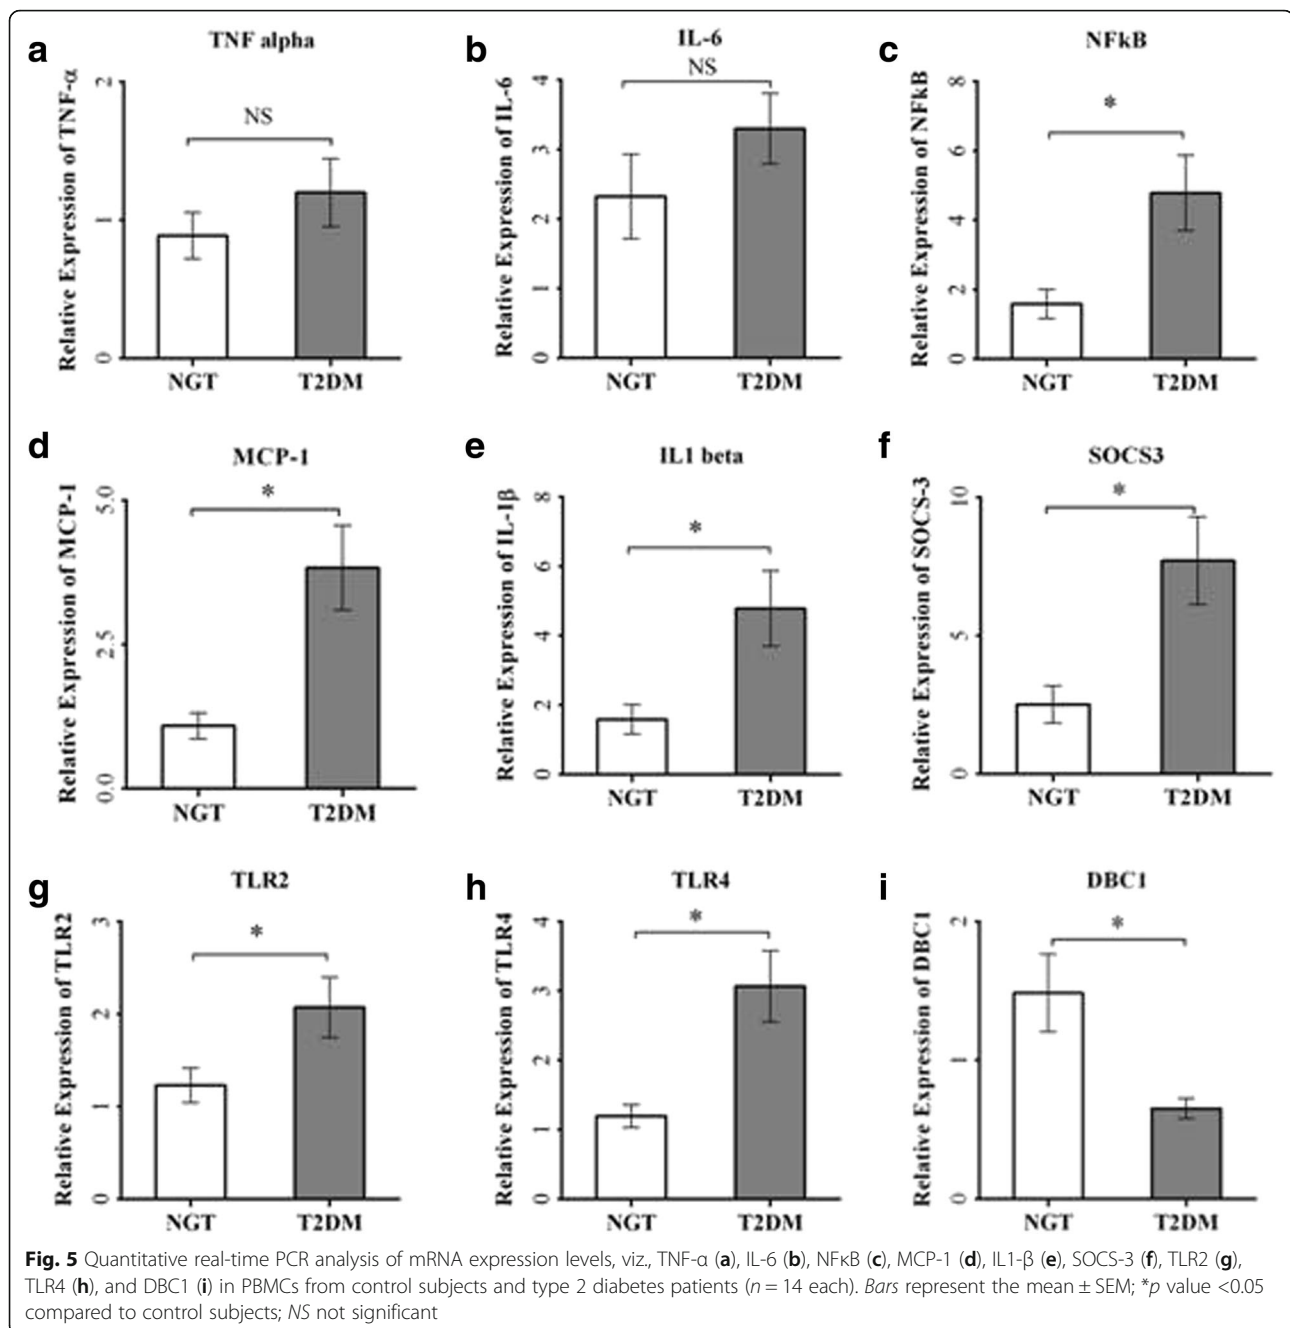 a
TNF alpha
Relative Expression of TNF-α
2
1
0
NS
NGT
T2DM
b
IL-6
Relative Expression of IL-6
4
3
2
1
0
NS
NGT
T2DM
c
NFkB
Relative Expression of NFkB
8
6
4
2
0
*
NGT
T2DM
d
MCP-1
Relative Expression of MCP-1
5.0
2.5
0.0
*
NGT
T2DM
e
IL1 beta
Relative Expression of IL-1β
8
6
4
2
0
*
NGT
T2DM
f
SOCS3
Relative Expression of SOCS-3
10
5
0
*
NGT
T2DM
g
TLR2
Relative Expression of TLR2
3
2
1
0
*
NGT
T2DM
h
TLR4
Relative Expression of TLR4
4
3
2
1
0
*
NGT
T2DM
i
DBC1
Relative Expression of DBC1
2
1
0
*
NGT
T2DM
Fig. 5 Quantitative real-time PCR analysis of mRNA expression levels, viz., TNF-α (a), IL-6 (b), NFκB (c), MCP-1 (d), IL1-β (e), SOCS-3 (f), TLR2 (g),
TLR4 (h), and DBC1 (i) in PBMCs from control subjects and type 2 diabetes patients (n = 14 each). Bars represent the mean ± SEM; *p value <0.05
compared to control subjects; NS not significant